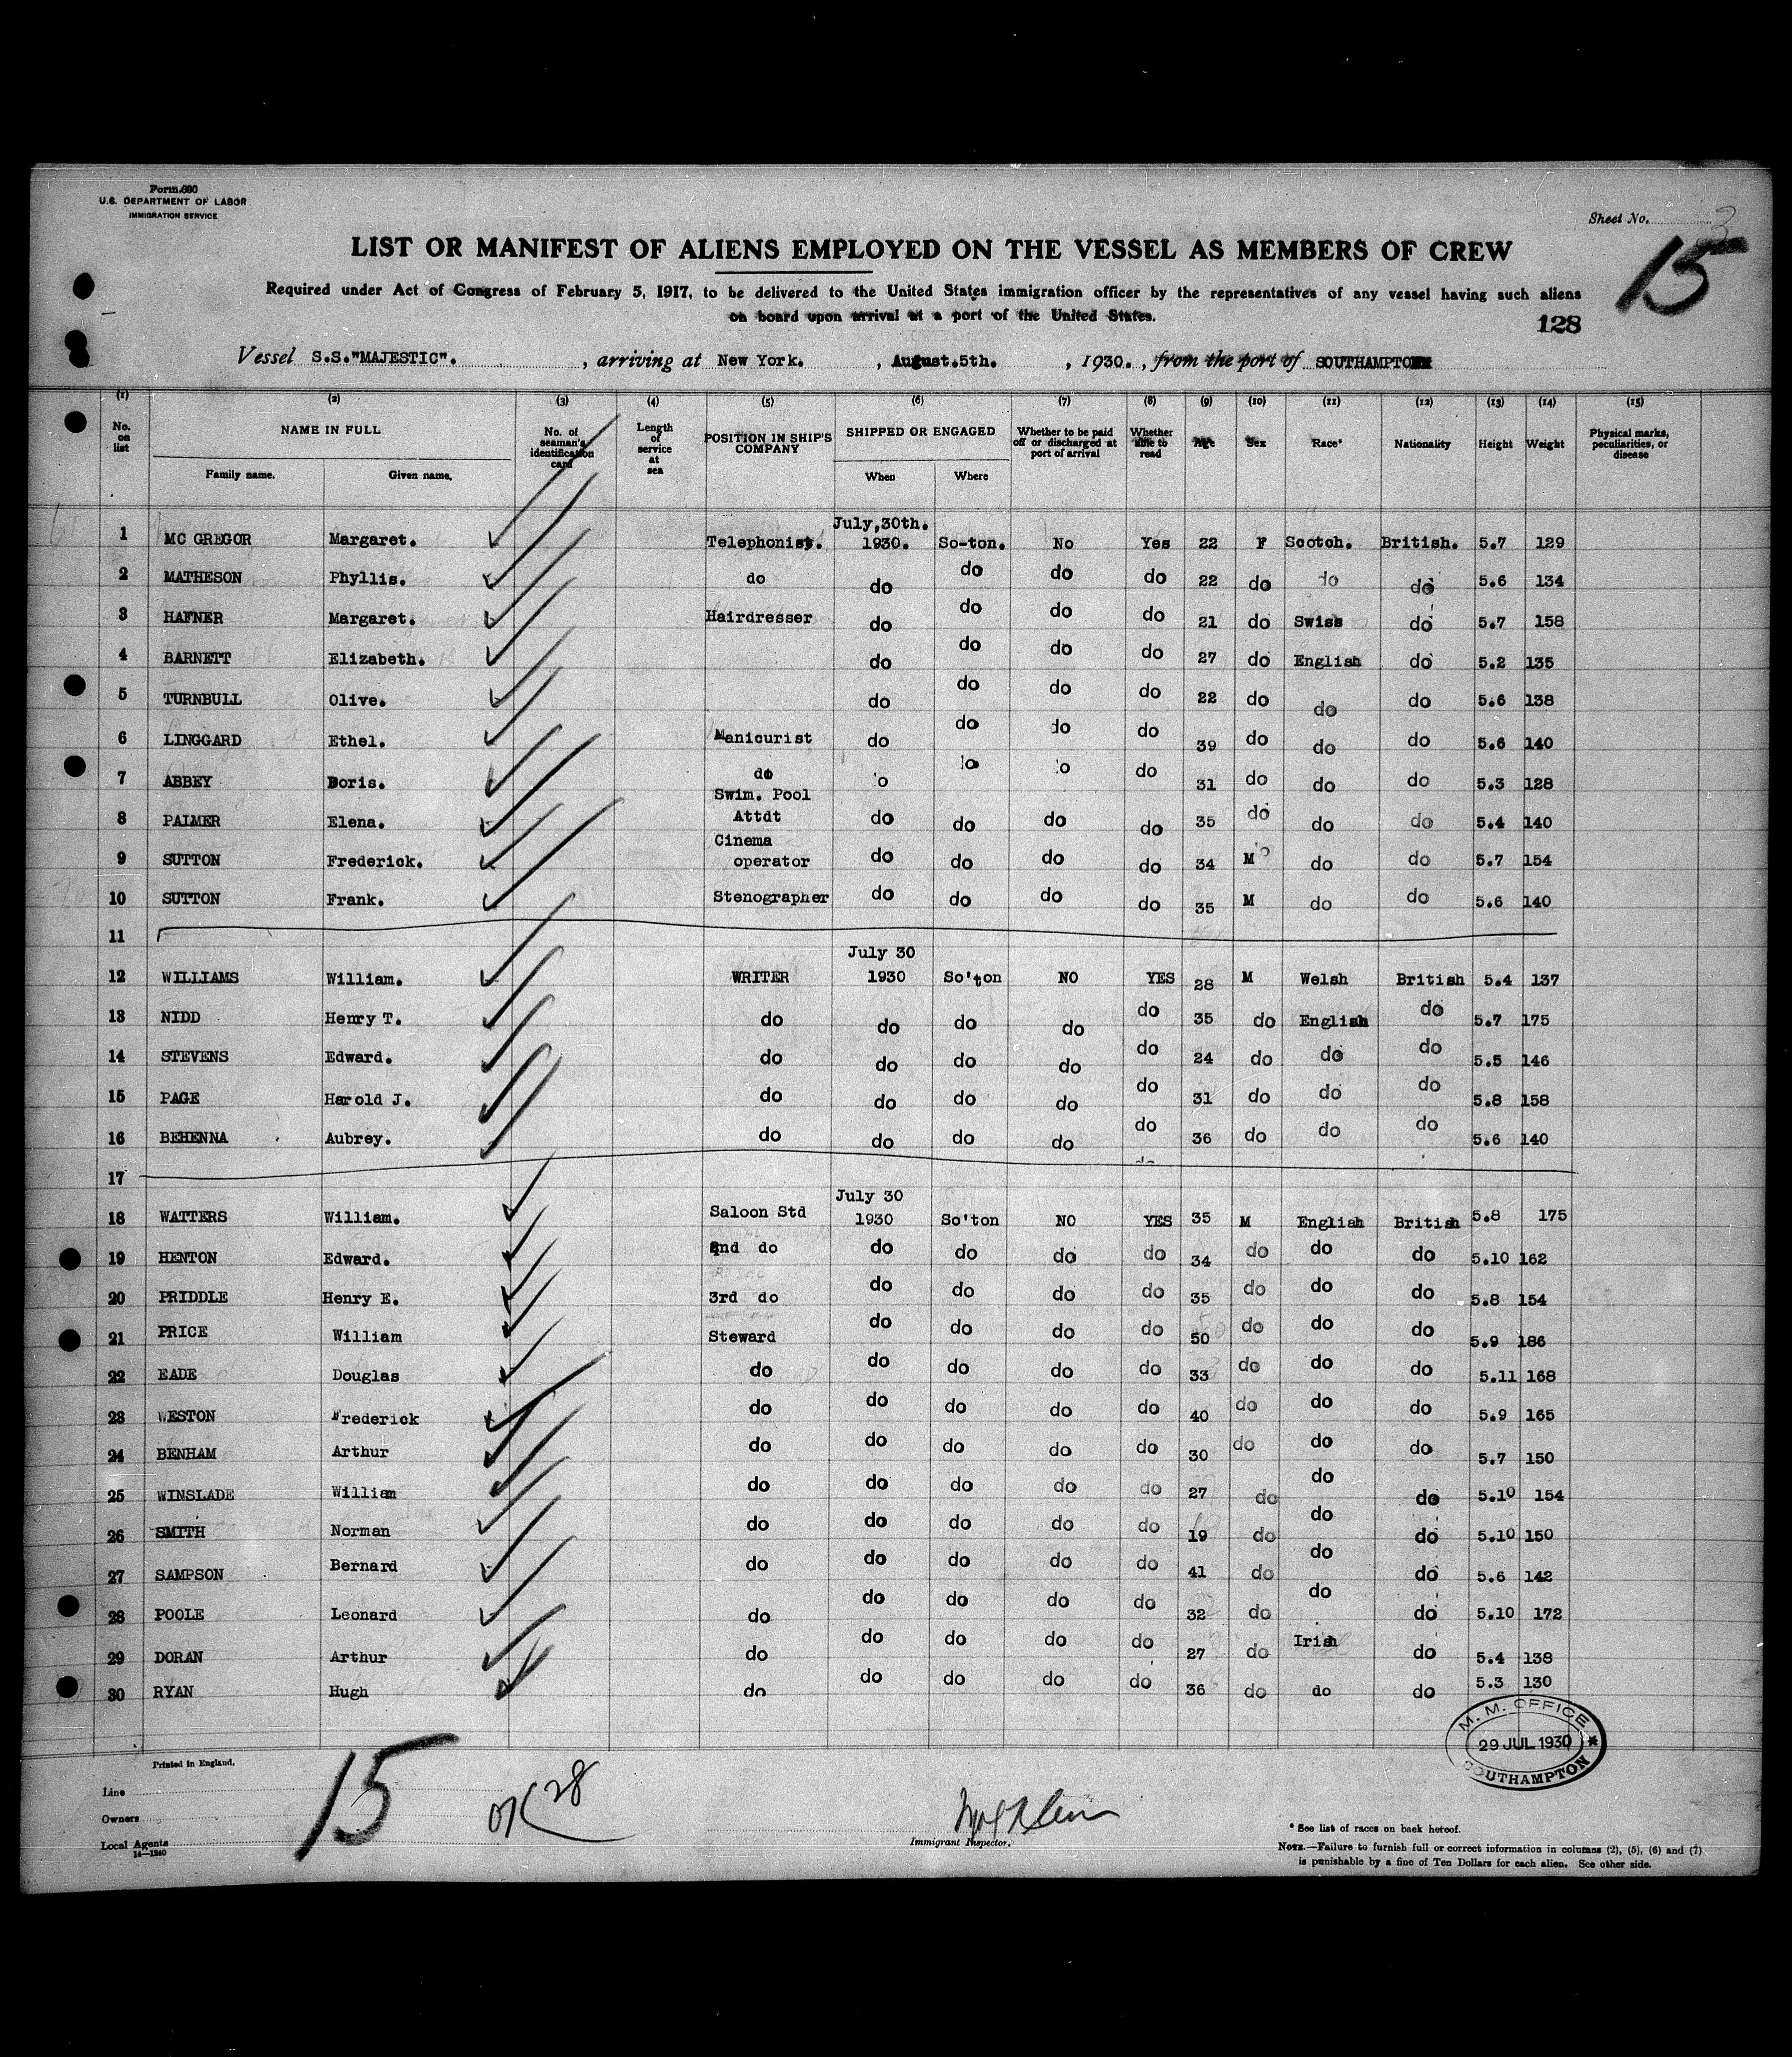 Form 680
U.S. DEPARTMENT OF LABOR
IMMIGRATION SERVICE
Sheet No. 3
15
LIST OR MANIFEST OF ALIENS EMPLOYED ON THE VESSEL AS MEMBERS OF CREW
Required under Act of Congress of February 5, 1917, to be delivered to the United States immigration officer by the representatives of any vessel having such aliens
on board upon arrival at a port of the United States.
128
Vessel S.S."MAJESTIC". , arriving at New York. , August.5th. , 1930. , from the port of SOUTHAMPTON
(1) (2) (3) (4) (5) (6) (7) (8) (9) (10) (11) (12) (13) (14) (15)
No. on list NAME IN FULL Family name. Given name. No. of seaman's identification card Length of service at sea POSITION IN SHIP'S COMPANY SHIPPED OR ENGAGED When Where Whether to be paid off or discharged at port of arrival Whether able to read Age Sex Race* Nationality Height Weight Physical marks, peculiarities, or disease
1 MC GREGOR Margaret. Telephonist. July,30th. 1930. So-ton. No Yes 22 F Scotch. British. 5.7 129
2 MATHESON Phyllis. do do do do do 22 do do do 5.6 134
3 HAFNER Margaret. Hairdresser do do do do 21 do Swiss do 5.7 158
4 BARNETT Elizabeth. do do do do 27 do English do 5.2 135
5 TURNBULL Olive. do do do do 22 do do do 5.6 138
6 LINGGARD Ethel. Manicurist do do do do 39 do do do 5.6 140
7 ABBEY Doris. do do do do do 31 do do do 5.3 128
8 PALMER Elena. Swim. Pool Attdt do do do do 35 do do do 5.4 140
9 SUTTON Frederick. Cinema operator do do do do 34 M do do 5.7 154
10 SUTTON Frank. Stenographer do do do do 35 M do do 5.6 140
11
12 WILLIAMS William. WRITER July 30 1930 So'ton NO YES 28 M Welsh British 5.4 137
13 NIDD Henry T. do do do do do 35 do English do 5.7 175
14 STEVENS Edward. do do do do do 24 do do do 5.5 146
15 PAGE Harold J. do do do do do 31 do do do 5.8 158
16 BEHENNA Aubrey. do do do do do 36 do do do 5.6 140
17
18 WATTERS William. Saloon Std July 30 1930 So'ton NO YES 35 M English British 5.8 175
19 HENTON Edward. 2nd do do do do do 34 do do do 5.10 162
20 PRIDDLE Henry E. 3rd do do do do do 35 do do do 5.8 154
21 PRICE William Steward do do do do 50 do do do 5.9 186
22 EADE Douglas do do do do do 33 do do do 5.11 168
23 WESTON Frederick do do do do do 40 do do do 5.9 165
24 BENHAM Arthur do do do do do 30 do do do 5.7 150
25 WINSLADE William do do do do do 27 do do do 5.10 154
26 SMITH Norman do do do do do 19 do do do 5.10 150
27 SAMPSON Bernard do do do do do 41 do do do 5.6 142
28 POOLE Leonard do do do do do 32 do do do 5.10 172
29 DORAN Arthur do do do do do 27 do Irish do 5.4 138
30 RYAN Hugh do do do do do 36 do do do 5.3 130
M. M. OFFICE
29 JUL 1930
SOUTHAMPTON
Printed in England.
Line
Owners
Local Agents
14—1240
15
OK 28
Immigrant Inspector.
* See list of races on back hereof.
NOTE.—Failure to furnish full or correct information in columns (2), (5), (6) and (7)
is punishable by a fine of Ten Dollars for each alien. See other side.